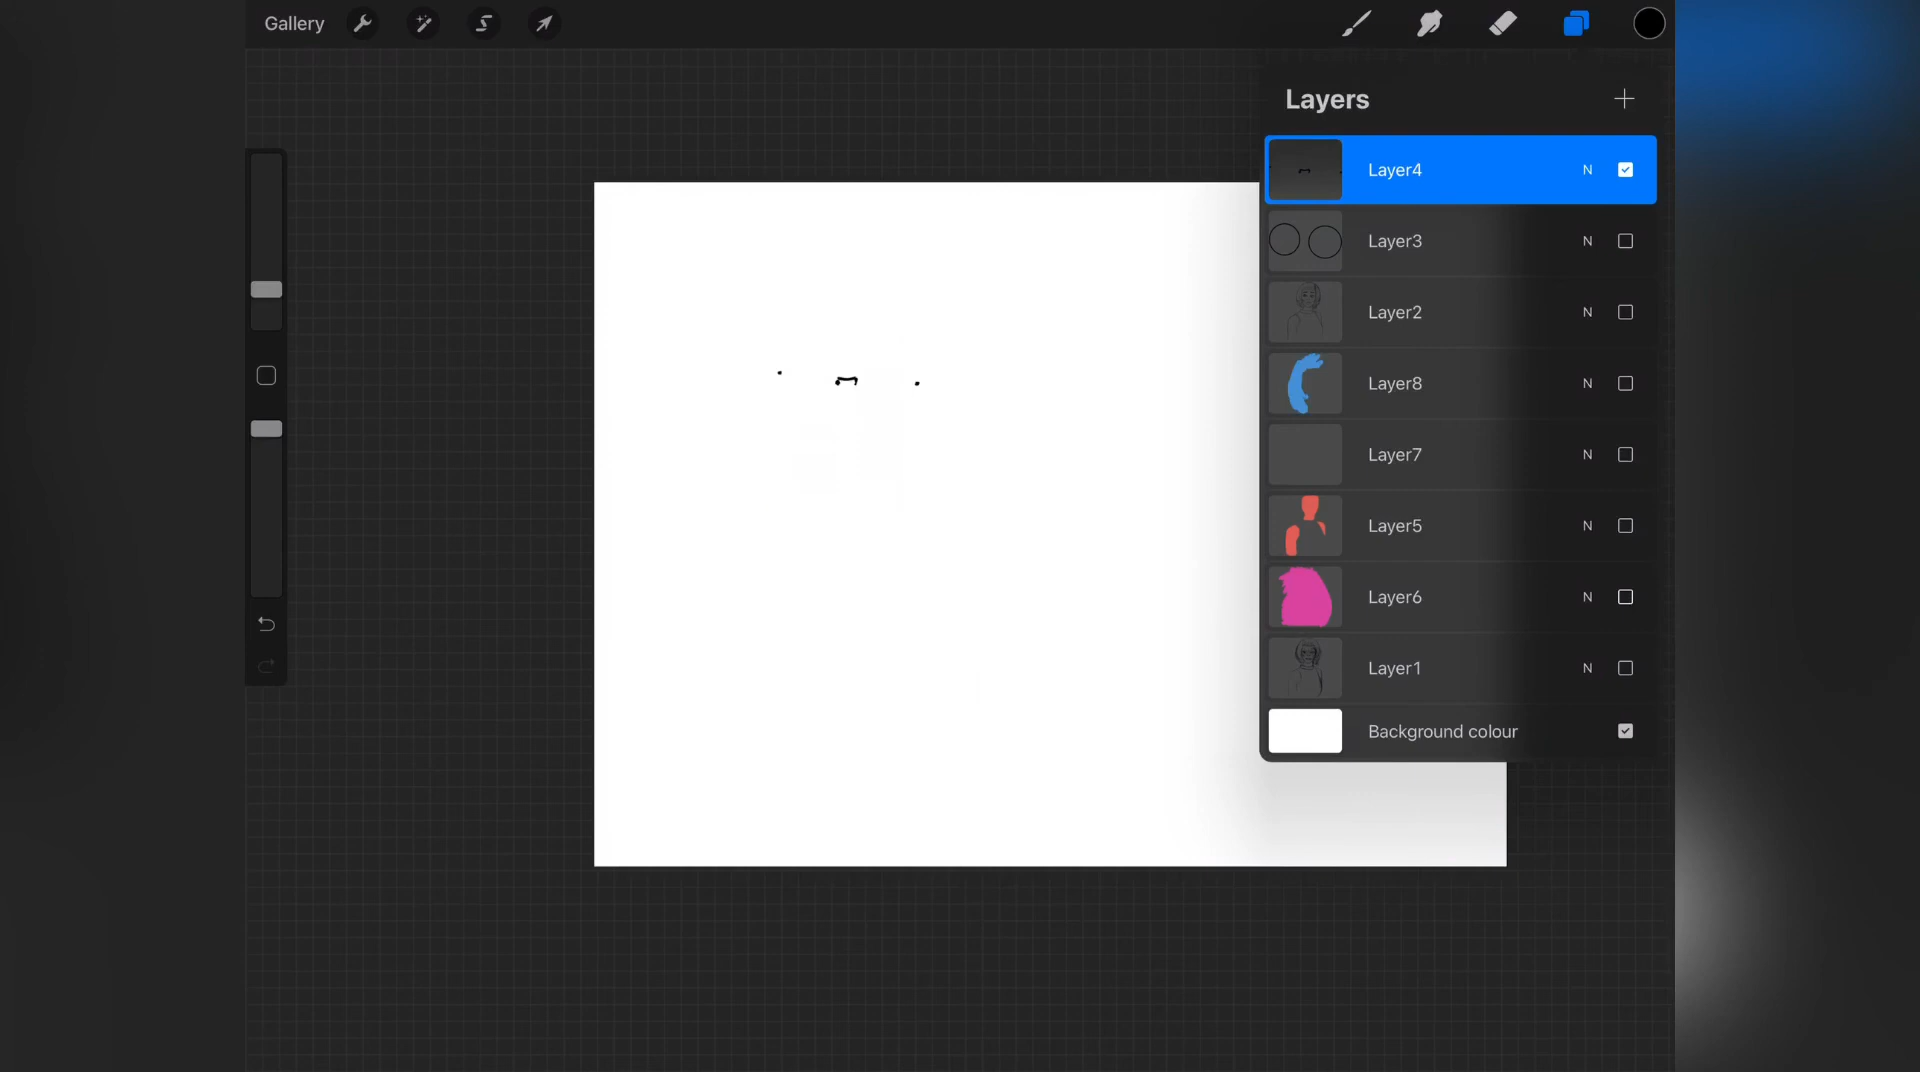 Gallery
Layers
Layer4 N
Layer3 N
Layer2 N
Layer8 N
Layer7 N
Layer5 N
Layer6 N
Layer1 N
Background colour